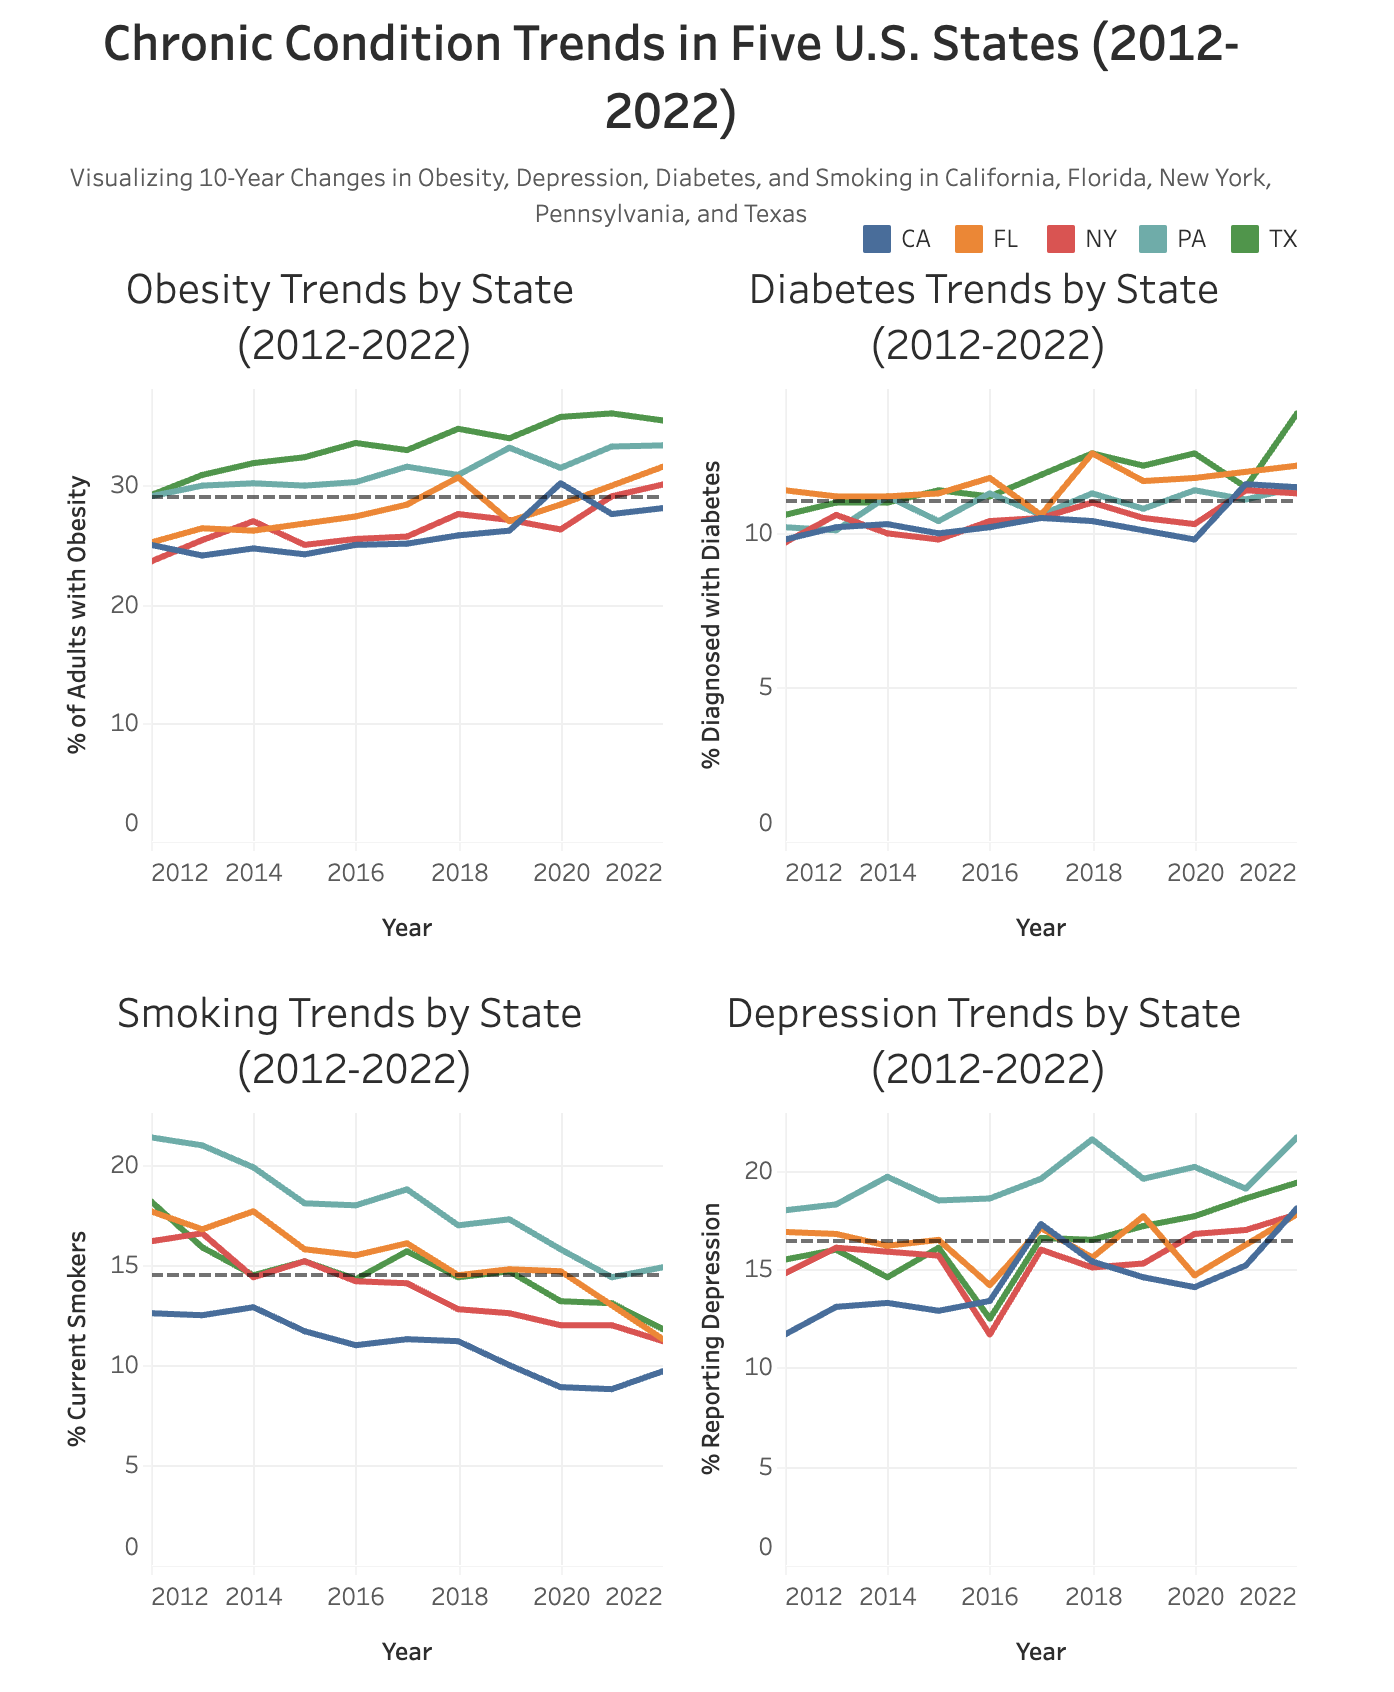 Chronic Condition Trends in Five U.S. States (2012-
2022)
Visualizing 10-Year Changes in Obesity, Depression, Diabetes, and Smoking in California, Florida, New York,
Pennsylvania, and Texas
CA FL NY PA TX
Obesity Trends by State
(2012-2022)
% of Adults with Obesity
30
20
10
0
2012 2014 2016 2018 2020 2022
Year
Diabetes Trends by State
(2012-2022)
% Diagnosed with Diabetes
10
5
0
2012 2014 2016 2018 2020 2022
Year
Smoking Trends by State
(2012-2022)
% Current Smokers
20
15
10
5
0
2012 2014 2016 2018 2020 2022
Year
Depression Trends by State
(2012-2022)
% Reporting Depression
20
15
10
5
0
2012 2014 2016 2018 2020 2022
Year